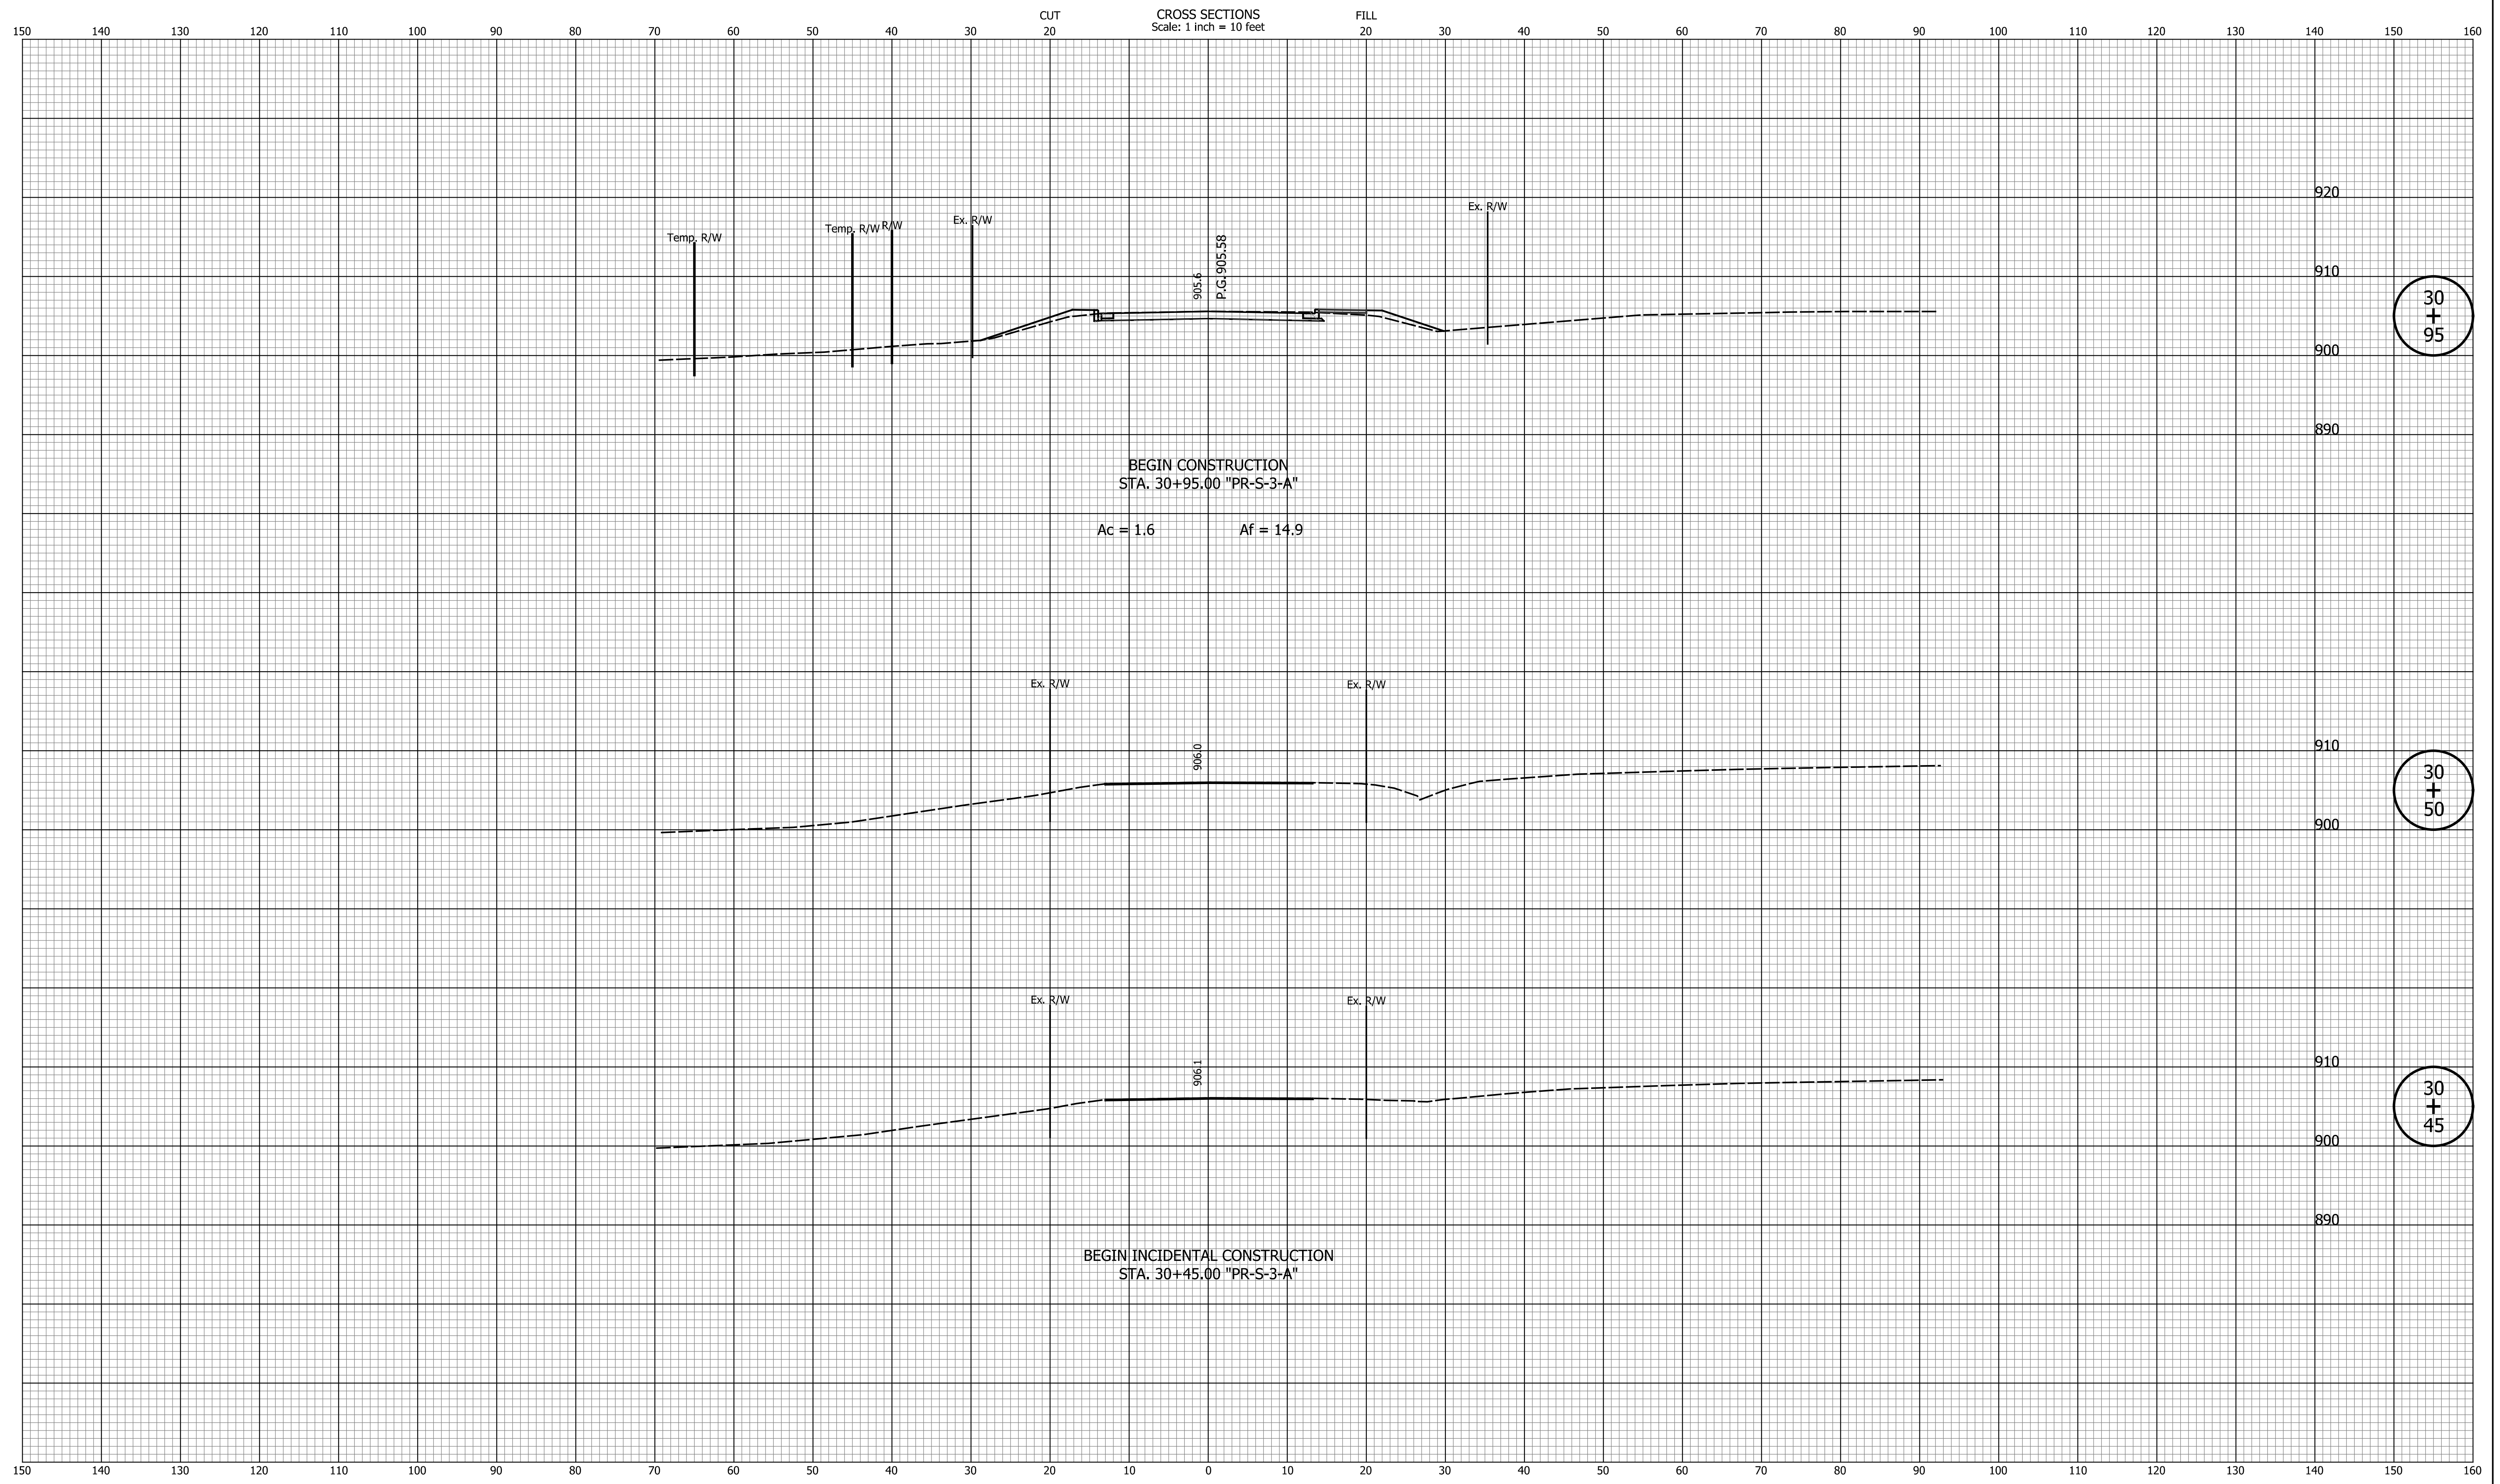 CUT CROSS SECTIONS FILL
Scale: 1 inch = 10 feet
150 140 130 120 110 100 90 80 70 60 50 40 30 20 20 30 40 50 60 70 80 90 100 110 120 130 140 150 160
920
Temp. R/W Temp. R/W R/W Ex. R/W Ex. R/W
905.6
P.G. 905.58
910
30
+
95
900
890
BEGIN CONSTRUCTION
STA. 30+95.00 "PR-S-3-A"
Ac = 1.6 Af = 14.9
Ex. R/W Ex. R/W
906.0
910
30
+
50
900
Ex. R/W Ex. R/W
906.1
910
30
+
45
900
890
BEGIN INCIDENTAL CONSTRUCTION
STA. 30+45.00 "PR-S-3-A"
150 140 130 120 110 100 90 80 70 60 50 40 30 20 10 0 10 20 30 40 50 60 70 80 90 100 110 120 130 140 150 160